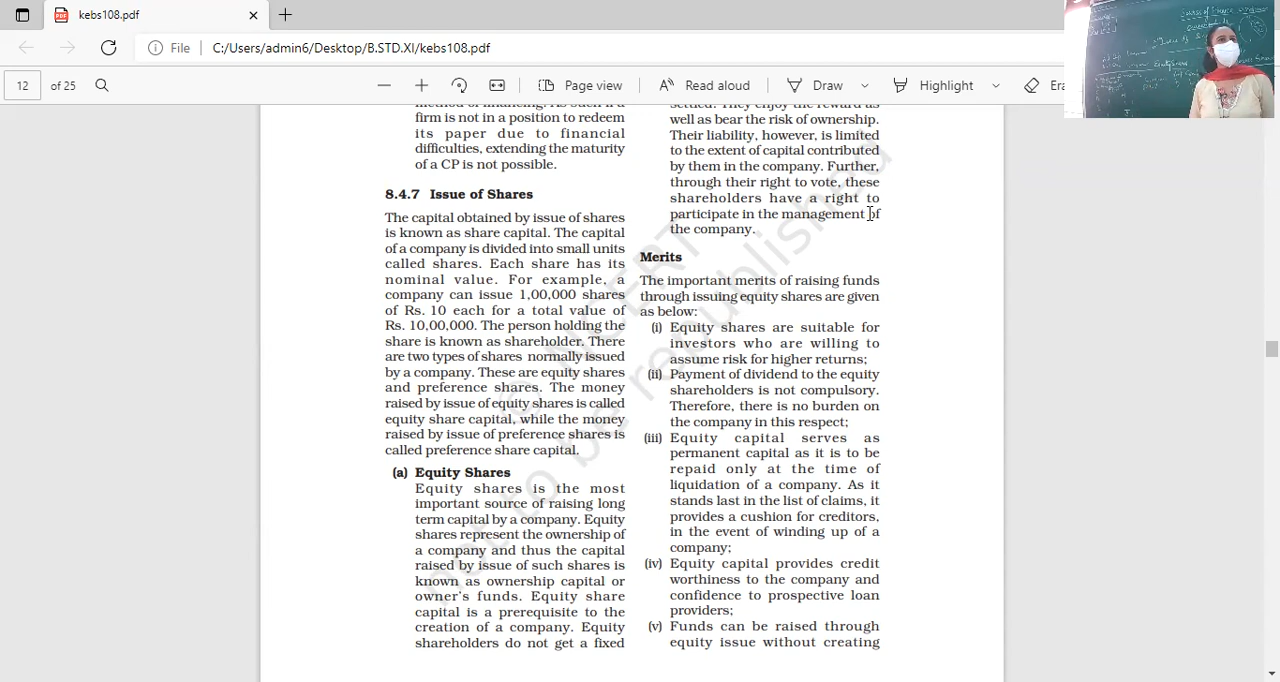 kebs108.pdf
File C:/Users/admin6/Desktop/B.STD.XI/kebs108.pdf
12 of 25 Page view Read aloud Draw Highlight Era
firm is not in a position to redeem
its paper due to financial
difficulties, extending the maturity
of a CP is not possible.
8.4.7 Issue of Shares
The capital obtained by issue of shares
is known as share capital. The capital
of a company is divided into small units
called shares. Each share has its
nominal value. For example, a
company can issue 1,00,000 shares
of Rs. 10 each for a total value of
Rs. 10,00,000. The person holding the
share is known as shareholder. There
are two types of shares normally issued
by a company. These are equity shares
and preference shares. The money
raised by issue of equity shares is called
equity share capital, while the money
raised by issue of preference shares is
called preference share capital.
(a) Equity Shares
Equity shares is the most
important source of raising long
term capital by a company. Equity
shares represent the ownership of
a company and thus the capital
raised by issue of such shares is
known as ownership capital or
owner's funds. Equity share
capital is a prerequisite to the
creation of a company. Equity
shareholders do not get a fixed
settled. They enjoy the reward as
well as bear the risk of ownership.
Their liability, however, is limited
to the extent of capital contributed
by them in the company. Further,
through their right to vote, these
shareholders have a right to
participate in the management of
the company.
Merits
The important merits of raising funds
through issuing equity shares are given
as below:
(i) Equity shares are suitable for
investors who are willing to
assume risk for higher returns;
(ii) Payment of dividend to the equity
shareholders is not compulsory.
Therefore, there is no burden on
the company in this respect;
(iii) Equity capital serves as
permanent capital as it is to be
repaid only at the time of
liquidation of a company. As it
stands last in the list of claims, it
provides a cushion for creditors,
in the event of winding up of a
company;
(iv) Equity capital provides credit
worthiness to the company and
confidence to prospective loan
providers;
(v) Funds can be raised through
equity issue without creating
© NCERT
not to be republished